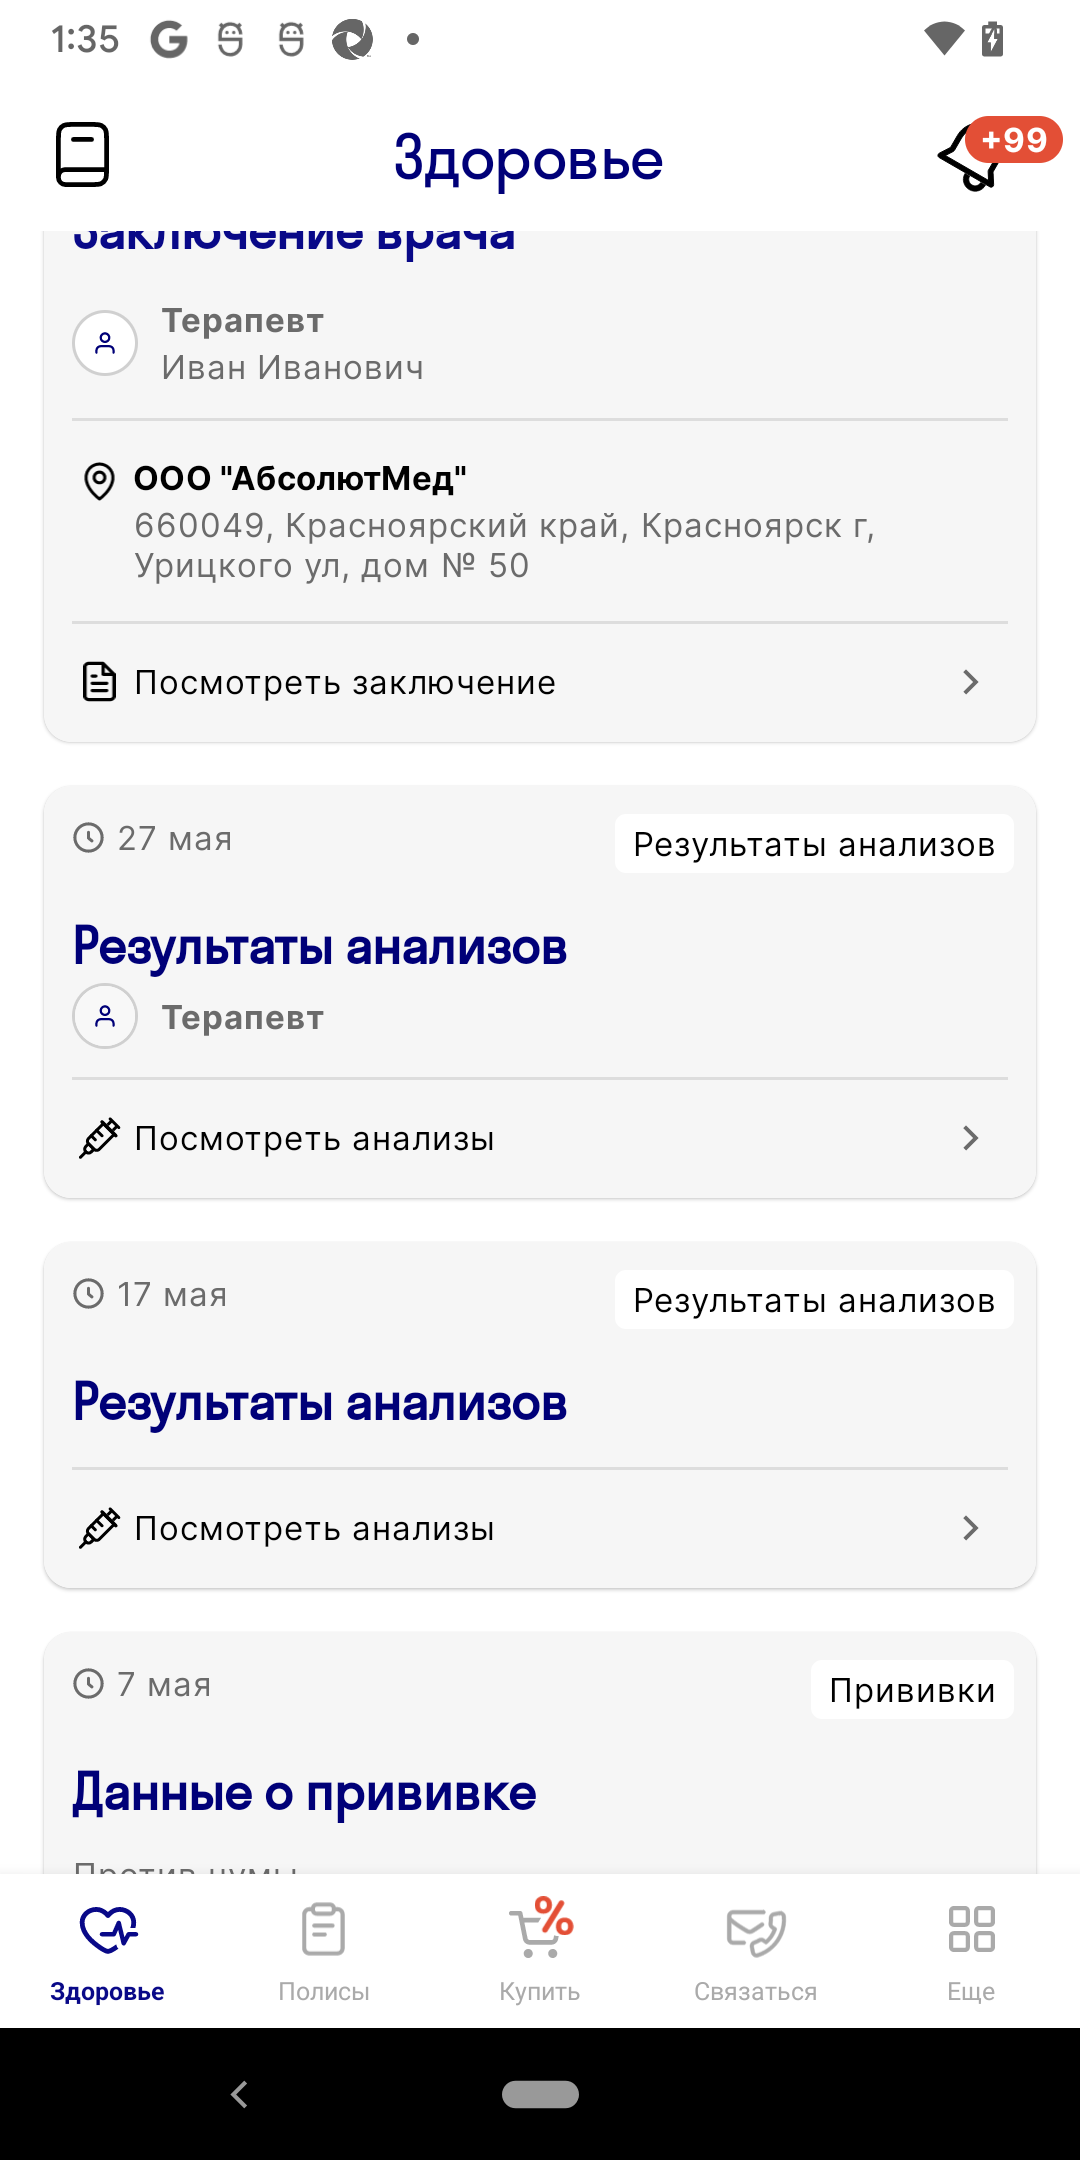 1:35
Здоровье
+99
Заключение врача
Терапевт
Иван Иванович
ООО "АбсолютМед"
660049, Красноярский край, Красноярск г,
Урицкого ул, дом № 50
Посмотреть заключение
27 мая
Результаты анализов
Результаты анализов
Терапевт
Посмотреть анализы
17 мая
Результаты анализов
Результаты анализов
Посмотреть анализы
7 мая
Прививки
Данные о прививке
Против чумы
Здоровье
Полисы
Купить
Связаться
Еще